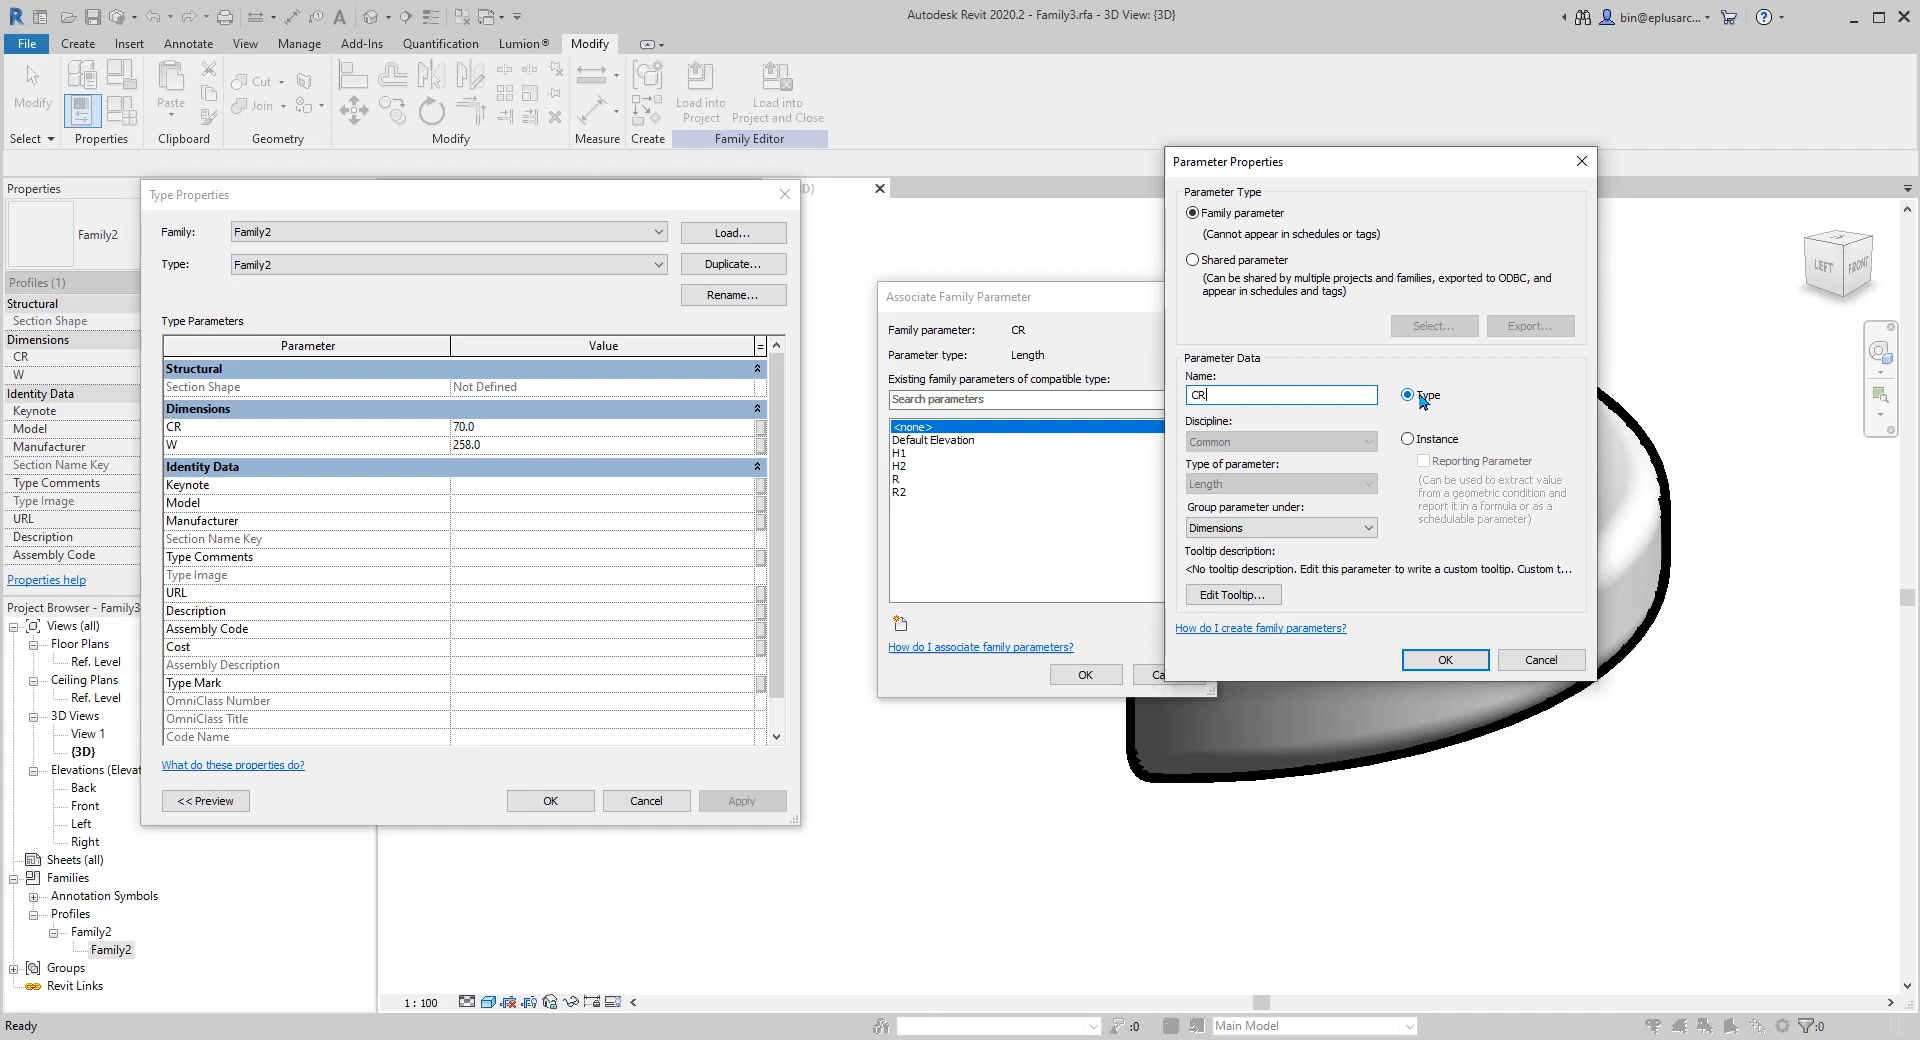 Autodesk Revit 2020.2 - Family3.rfa - 3D View: {3D}
bin@eplusarc...
File Create Insert Annotate View Manage Add-Ins Quantification Lumion® Modify
Modify
Paste
Cut
Join
Load into Project
Load into Project and Close
Select Properties Clipboard Geometry Modify Measure Create Family Editor
Properties
Family2
Profiles (1)
Structural
Section Shape
Dimensions
CR
W
Identity Data
Keynote
Model
Manufacturer
Section Name Key
Type Comments
Type Image
URL
Description
Assembly Code
Properties help
Project Browser - Family3
Views (all)
Floor Plans
Ref. Level
Ceiling Plans
Ref. Level
3D Views
View 1
{3D}
Elevations (Elevat
Back
Front
Left
Right
Sheets (all)
Families
Annotation Symbols
Profiles
Family2
Family2
Groups
Revit Links
Type Properties
Family: Family2 Load...
Type: Family2 Duplicate...
Rename...
Type Parameters
Parameter Value =
Structural
Section Shape Not Defined
Dimensions
CR 70.0
W 258.0
Identity Data
Keynote
Model
Manufacturer
Section Name Key
Type Comments
Type Image
URL
Description
Assembly Code
Cost
Assembly Description
Type Mark
OmniClass Number
OmniClass Title
Code Name
What do these properties do?
<< Preview OK Cancel Apply
Associate Family Parameter
Family parameter: CR
Parameter type: Length
Existing family parameters of compatible type:
Search parameters
<none>
Default Elevation
H1
H2
R
R2
How do I associate family parameters?
OK Ca
Parameter Properties
Parameter Type
Family parameter
(Cannot appear in schedules or tags)
Shared parameter
(Can be shared by multiple projects and families, exported to ODBC, and
appear in schedules and tags)
Select... Export...
Parameter Data
Name:
CR
Type
Discipline:
Common
Instance
Reporting Parameter
Type of parameter:
Length
(Can be used to extract value
from a geometric condition and
report it in a formula or as a
schedulable parameter)
Group parameter under:
Dimensions
Tooltip description:
<No tooltip description. Edit this parameter to write a custom tooltip. Custom t...
Edit Tooltip...
How do I create family parameters?
OK Cancel
LEFT FRONT
1 : 100
Ready
:0
Main Model
:0